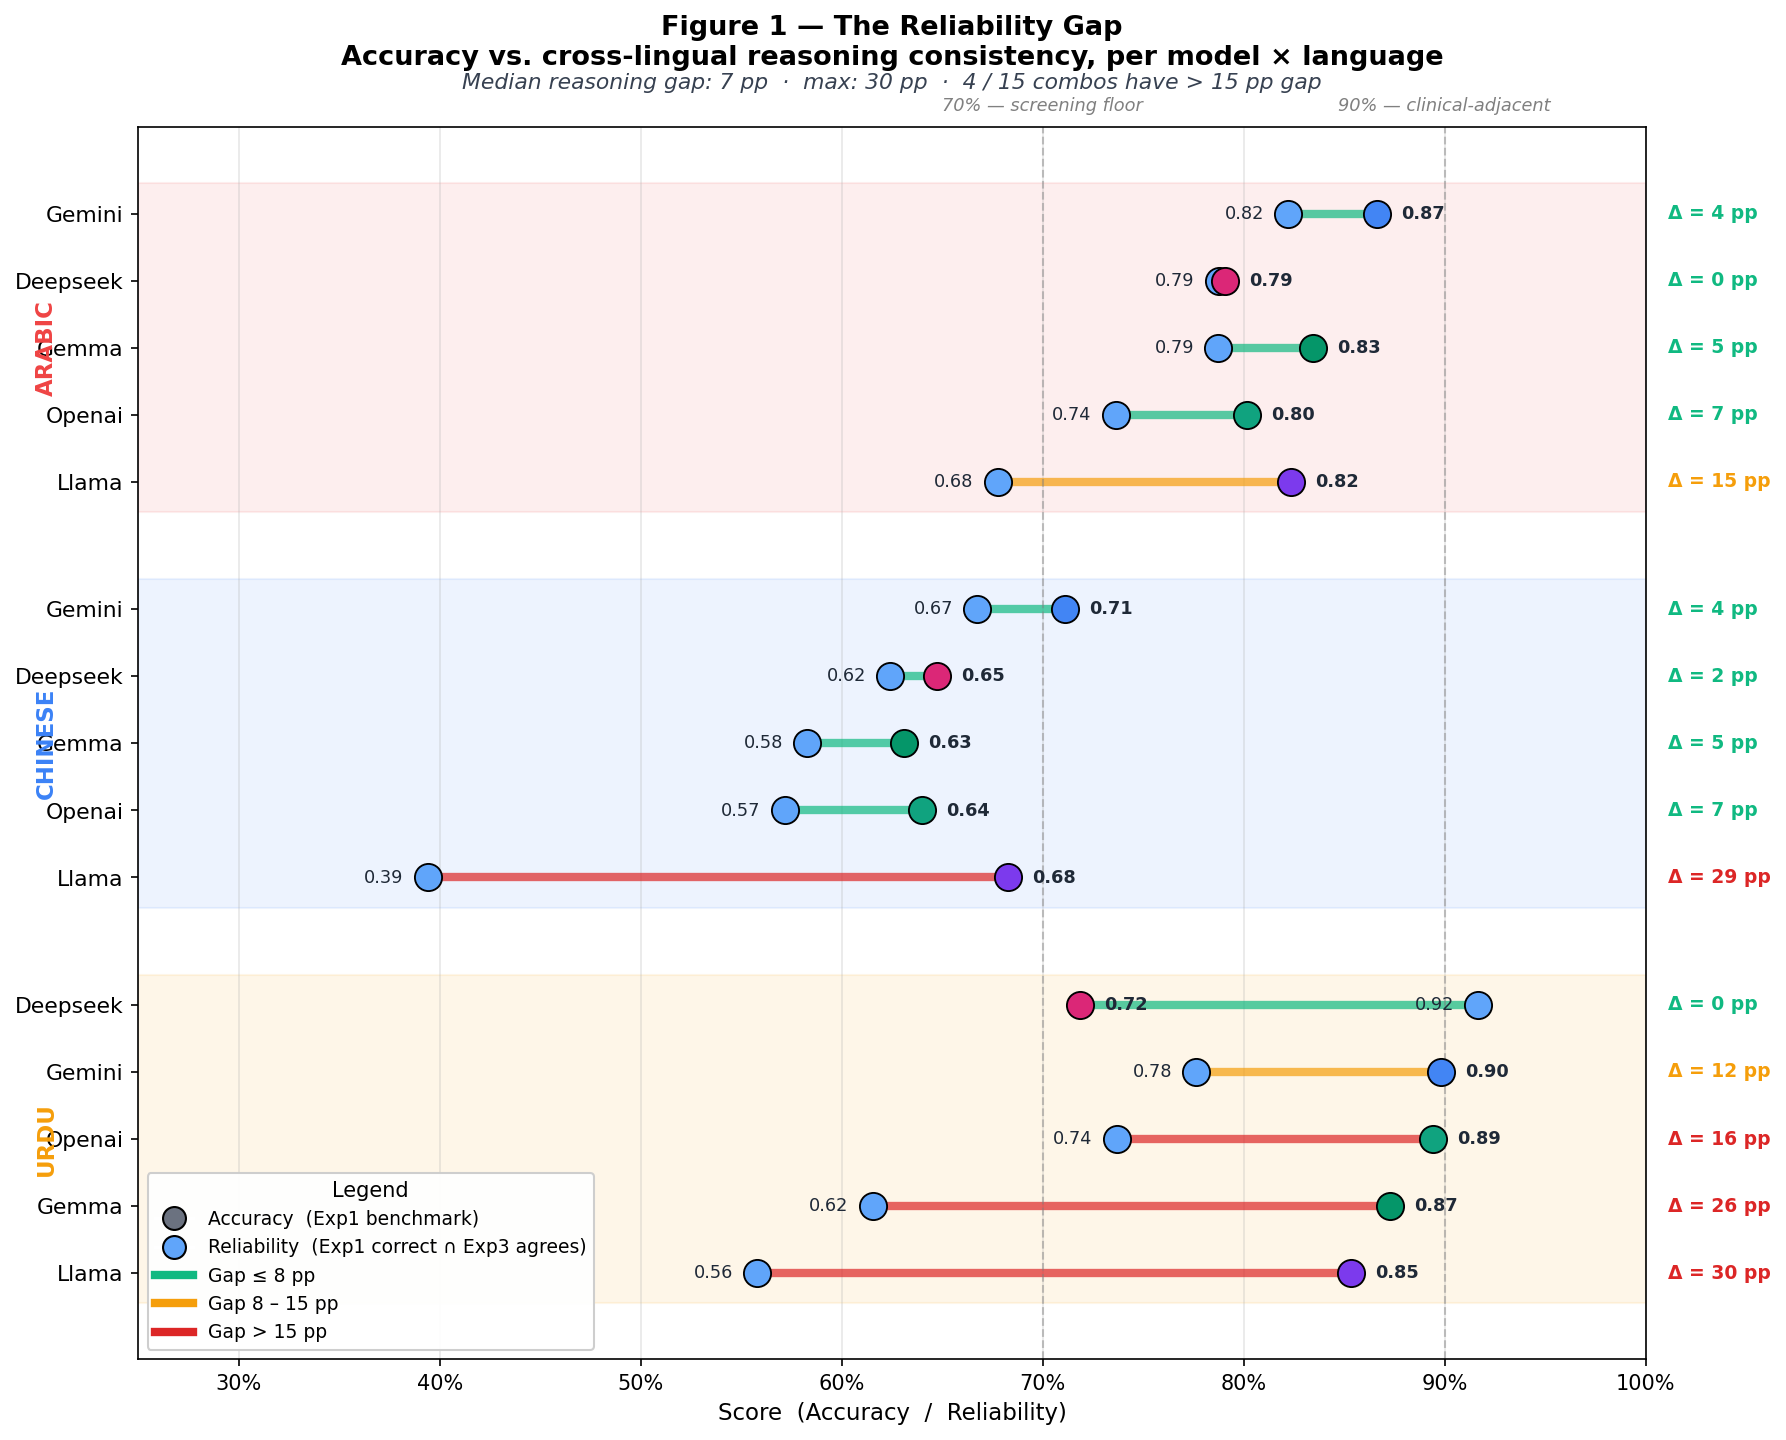 Figure 1 — The Reliability Gap
Accuracy vs. cross-lingual reasoning consistency, per model × language
Median reasoning gap: 7 pp · max: 30 pp · 4 / 15 combos have > 15 pp gap
70% — screening floor
90% — clinical-adjacent
ARABIC
Gemini 0.82 0.87 Δ = 4 pp
Deepseek 0.79 0.79 Δ = 0 pp
Gemma 0.79 0.83 Δ = 5 pp
Openai 0.74 0.80 Δ = 7 pp
Llama 0.68 0.82 Δ = 15 pp
CHINESE
Gemini 0.67 0.71 Δ = 4 pp
Deepseek 0.62 0.65 Δ = 2 pp
Gemma 0.58 0.63 Δ = 5 pp
Openai 0.57 0.64 Δ = 7 pp
Llama 0.39 0.68 Δ = 29 pp
URDU
Deepseek 0.72 0.92 Δ = 0 pp
Gemini 0.78 0.90 Δ = 12 pp
Openai 0.74 0.89 Δ = 16 pp
Gemma 0.62 0.87 Δ = 26 pp
Llama 0.56 0.85 Δ = 30 pp
Legend
Accuracy (Exp1 benchmark)
Reliability (Exp1 correct ∩ Exp3 agrees)
Gap ≤ 8 pp
Gap 8 – 15 pp
Gap > 15 pp
30% 40% 50% 60% 70% 80% 90% 100%
Score (Accuracy / Reliability)